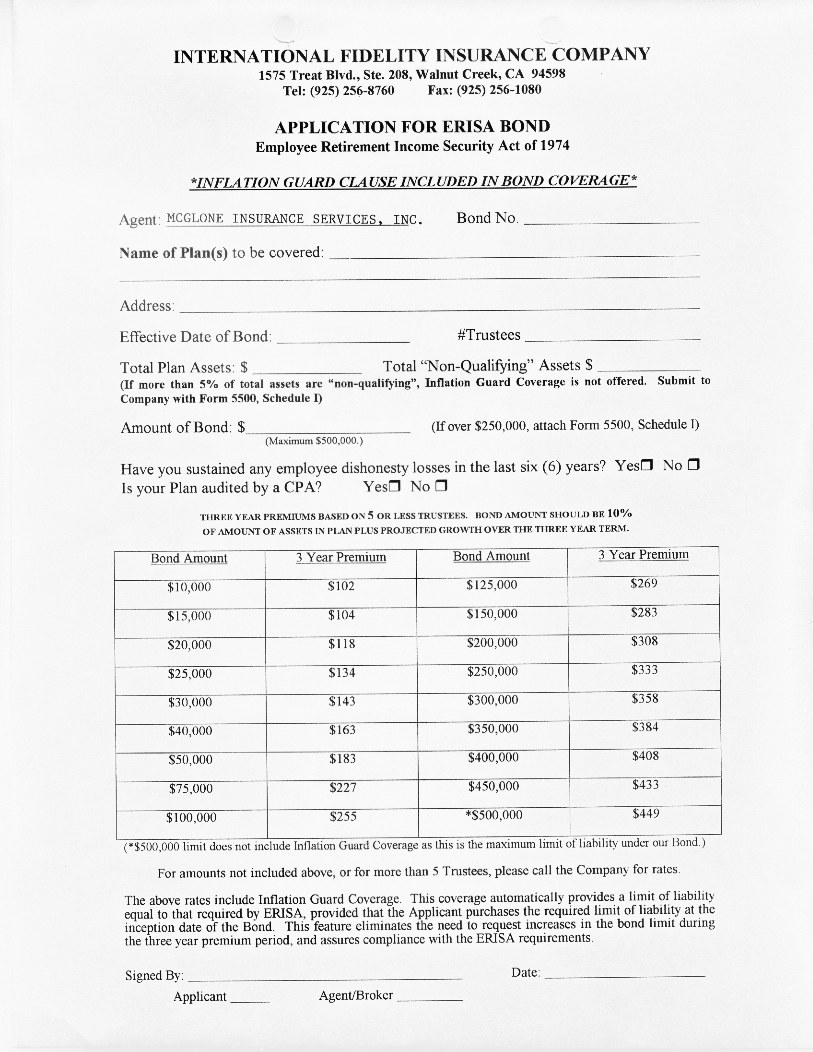 INTERNATIONAL FIDELITY INSURANCE COMPANY
1575 Treat Blvd., Ste. 208, Walnut Creek, CA 94598
Tel: (925) 256-8760 Fax: (925) 256-1080
APPLICATION FOR ERISA BOND
Employee Retirement Income Security Act of 1974
*INFLATION GUARD CLAUSE INCLUDED IN BOND COVERAGE*
Agent: MCGLONE INSURANCE SERVICES, INC. Bond No.
Name of Plan(s) to be covered:
Address:
Effective Date of Bond: #Trustees
Total Plan Assets: $ Total “Non-Qualifying” Assets $
(If more than 5% of total assets are “non-qualifying”, Inflation Guard Coverage is not offered. Submit to
Company with Form 5500, Schedule I)
Amount of Bond: $ (If over $250,000, attach Form 5500, Schedule I)
(Maximum $500,000.)
Have you sustained any employee dishonesty losses in the last six (6) years? Yes❒ No ❒
Is your Plan audited by a CPA? Yes❒ No ❒
THREE YEAR PREMIUMS BASED ON 5 OR LESS TRUSTEES. BOND AMOUNT SHOULD BE 10%
OF AMOUNT OF ASSETS IN PLAN PLUS PROJECTED GROWTH OVER THE THREE YEAR TERM.
Bond Amount 3 Year Premium Bond Amount 3 Year Premium
$10,000 $102 $125,000 $269
$15,000 $104 $150,000 $283
$20,000 $118 $200,000 $308
$25,000 $134 $250,000 $333
$30,000 $143 $300,000 $358
$40,000 $163 $350,000 $384
$50,000 $183 $400,000 $408
$75,000 $227 $450,000 $433
$100,000 $255 *$500,000 $449
(*$500,000 limit does not include Inflation Guard Coverage as this is the maximum limit of liability under our Bond.)
For amounts not included above, or for more than 5 Trustees, please call the Company for rates.
The above rates include Inflation Guard Coverage. This coverage automatically provides a limit of liability
equal to that required by ERISA, provided that the Applicant purchases the required limit of liability at the
inception date of the Bond. This feature eliminates the need to request increases in the bond limit during
the three year premium period, and assures compliance with the ERISA requirements.
Signed By: Date:
Applicant Agent/Broker